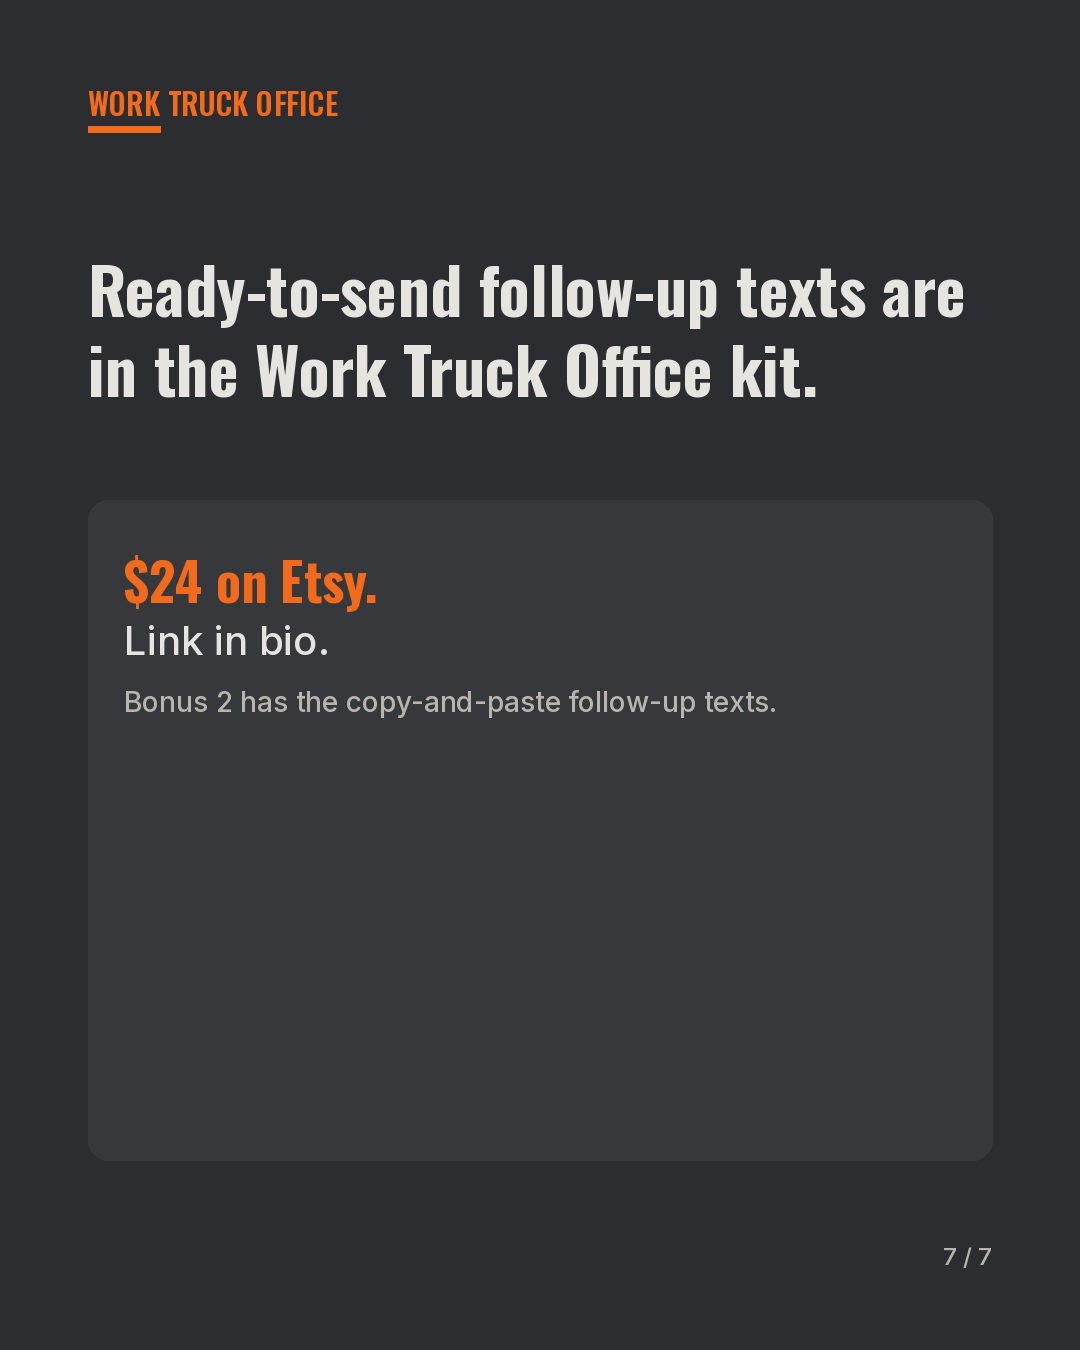 WORK TRUCK OFFICE
Ready-to-send follow-up texts are
in the Work Truck Office kit.
$24 on Etsy.
Link in bio.
Bonus 2 has the copy-and-paste follow-up texts.
7 / 7